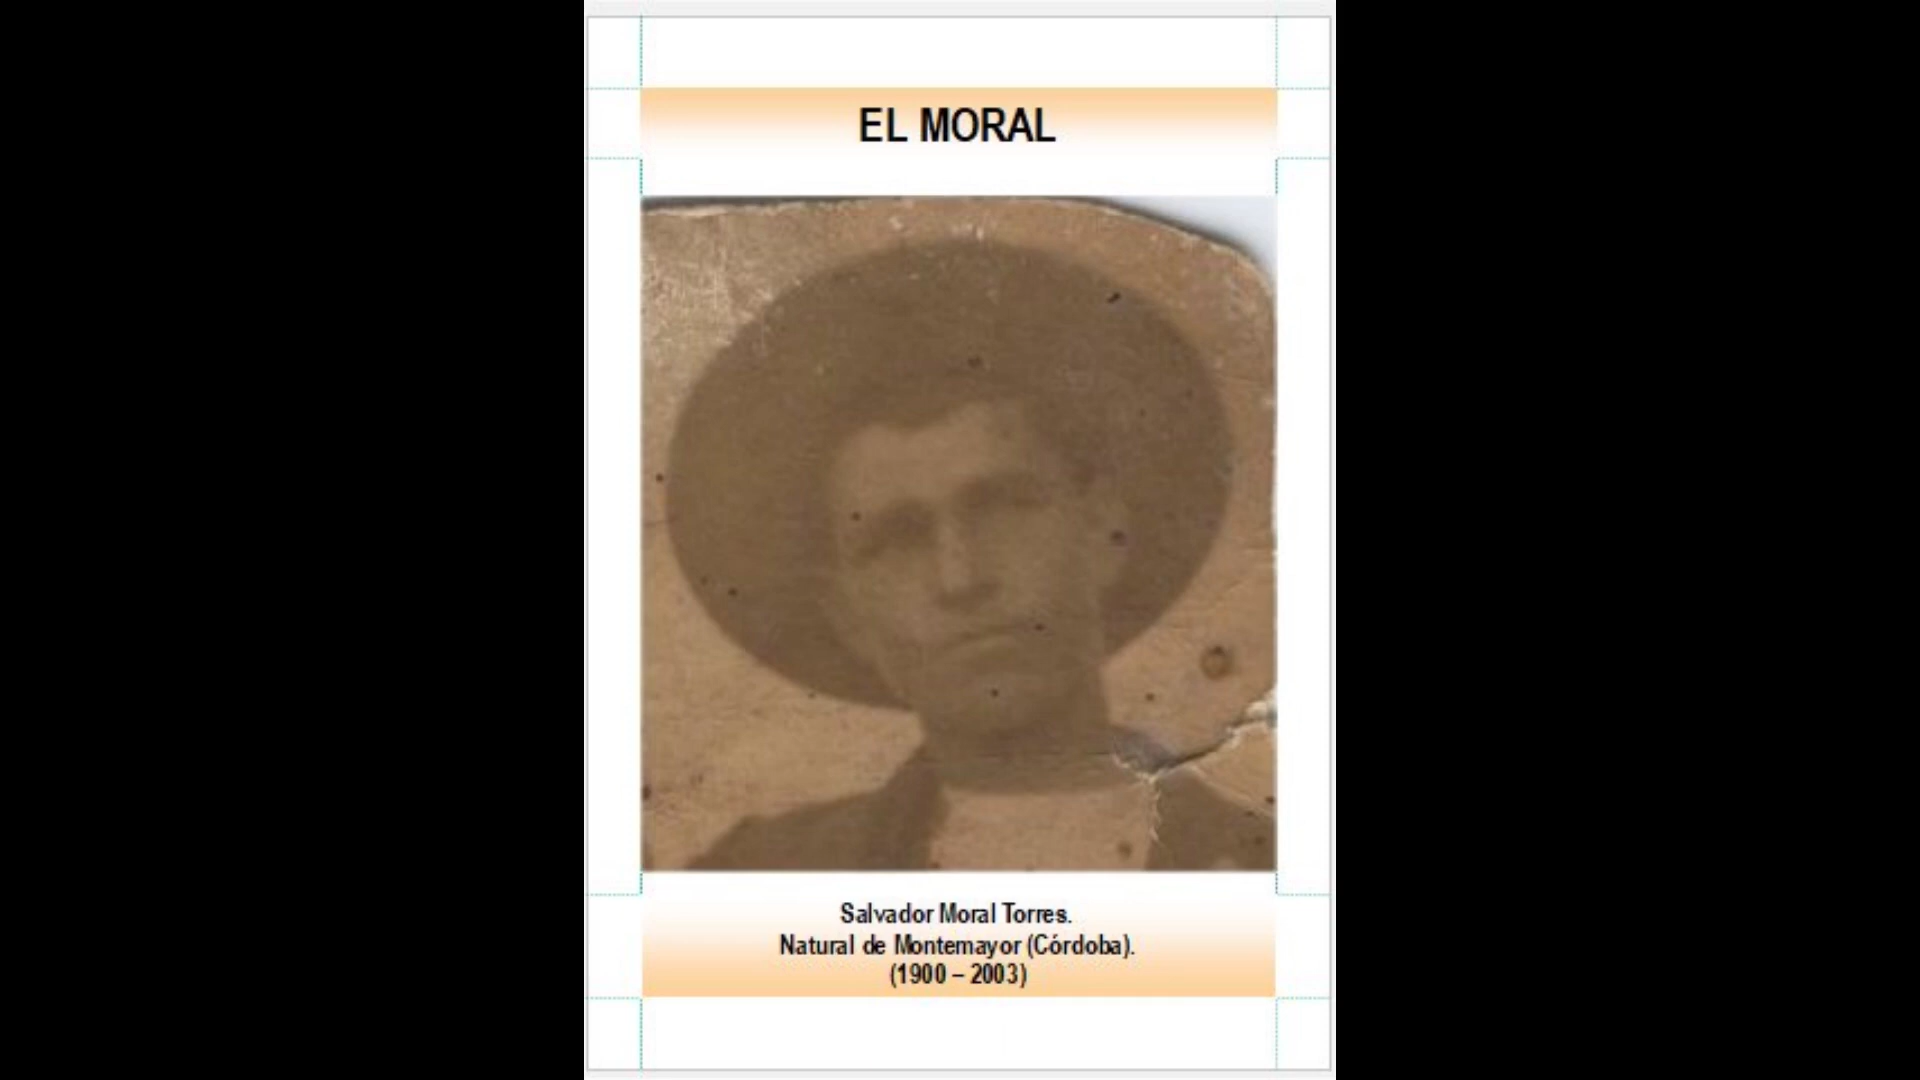 EL MORAL
Salvador Moral Torres.
Natural de Montemayor (Córdoba).
(1900 – 2003)